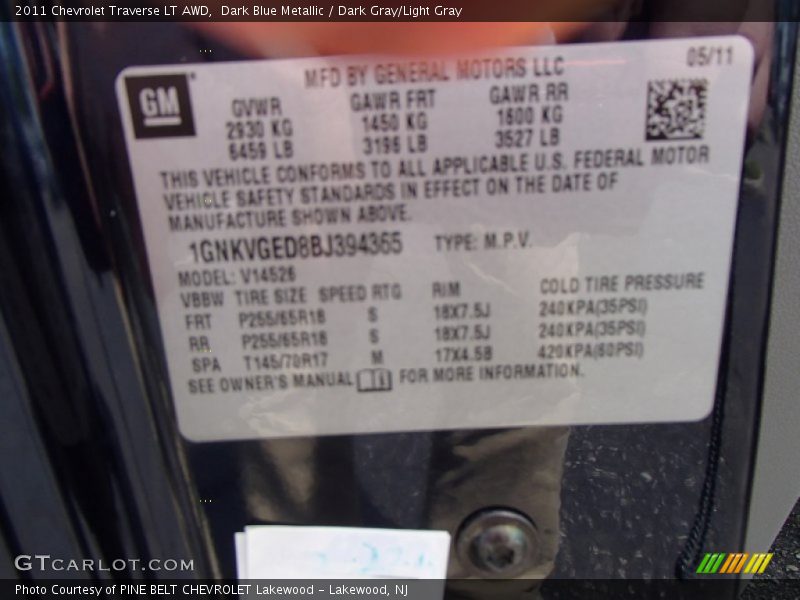 2011 Chevrolet Traverse LT AWD,  Dark Blue Metallic / Dark Gray/Light Gray
MFD BY GENERAL MOTORS LLC 05/11
GM
GVWR GAWR FRT GAWR RR
2930 KG 1450 KG 1600 KG
6459 LB 3196 LB 3527 LB
THIS VEHICLE CONFORMS TO ALL APPLICABLE U.S. FEDERAL MOTOR
VEHICLE SAFETY STANDARDS IN EFFECT ON THE DATE OF
MANUFACTURE SHOWN ABOVE.
1GNKVGED8BJ394365 TYPE: M.P.V.
MODEL: V14526
VBBW TIRE SIZE SPEED RTG RIM COLD TIRE PRESSURE
FRT P255/65R18 S 18X7.5J 240KPA(35PSI)
RR P255/65R18 S 18X7.5J 240KPA(35PSI)
SPA T145/70R17 M 17X4.5B 420KPA(60PSI)
SEE OWNER'S MANUAL FOR MORE INFORMATION.
GTCARLOT.COM
Photo Courtesy of PINE BELT CHEVROLET Lakewood - Lakewood, NJ